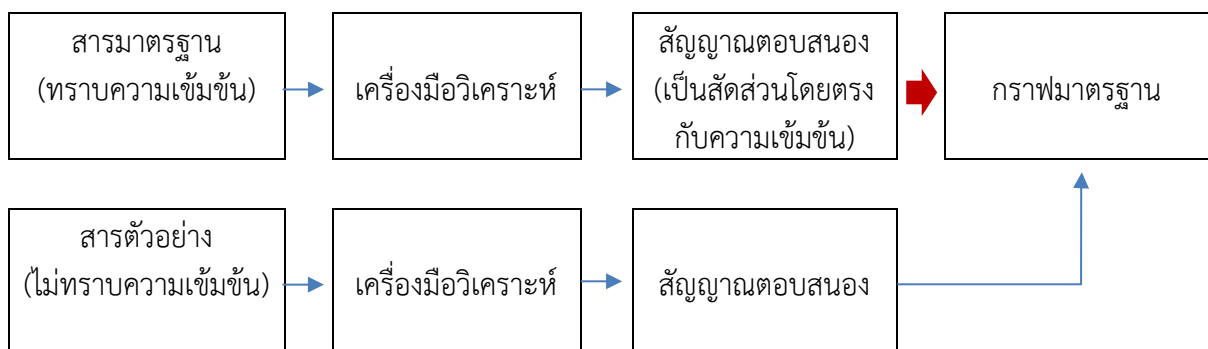 สารมาตรฐาน
(ทราบความเข้มข้น)
เครื่องมือวิเคราะห์
สัญญาณตอบสนอง
(เป็นสัดส่วนโดยตรง
กับความเข้มข้น)
กราฟมาตรฐาน
สารตัวอย่าง
(ไม่ทราบความเข้มข้น)
เครื่องมือวิเคราะห์
สัญญาณตอบสนอง